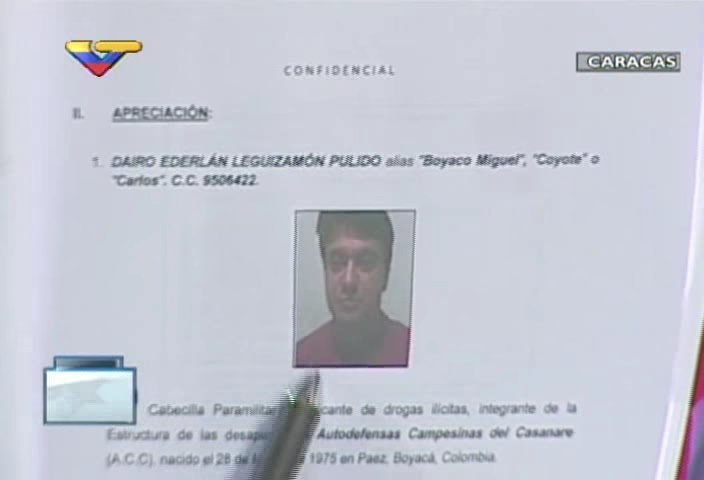 CARACAS
CONFIDENCIAL
II. APRECIACIÓN:
1. DAIRO EDERLÁN LEGUIZAMÓN PULIDO alias "Boyaco Miguel", "Coyote" o
"Carlos". C.C. 9506422.
Cabecilla Paramilitar icante de drogas ilícitas, integrante de la
Estructura de las desapa Autodefensas Campesinas del Casanare
(A.C.C), nacido el 28 de 1975 en Paez, Boyacá, Colombia.